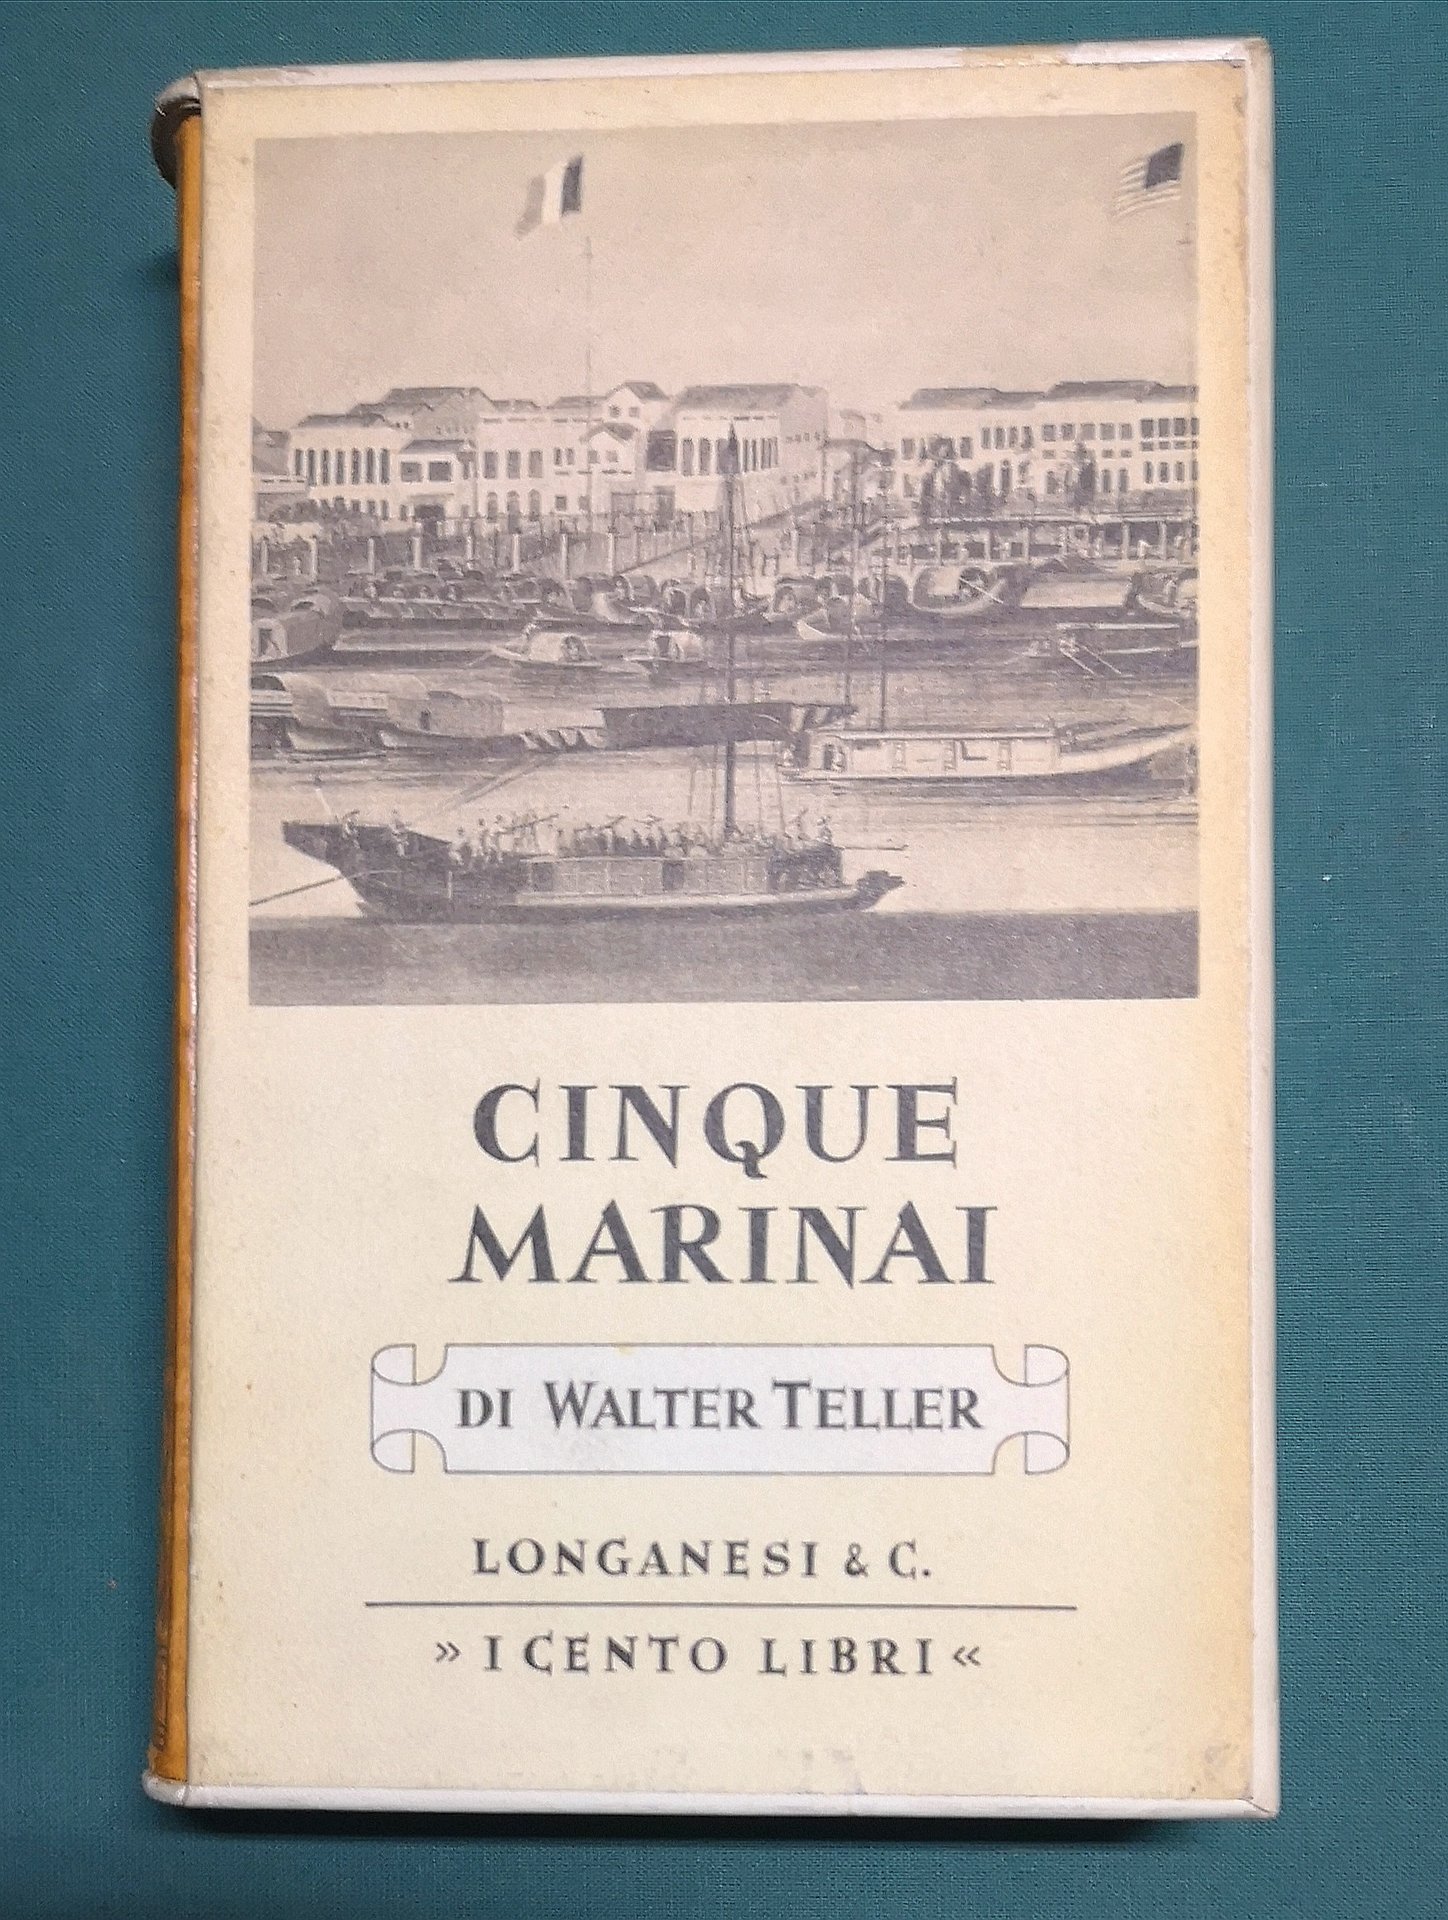 CINQUE
MARINAI
DI WALTER TELLER
LONGANESI & C.
» I CENTO LIBRI «